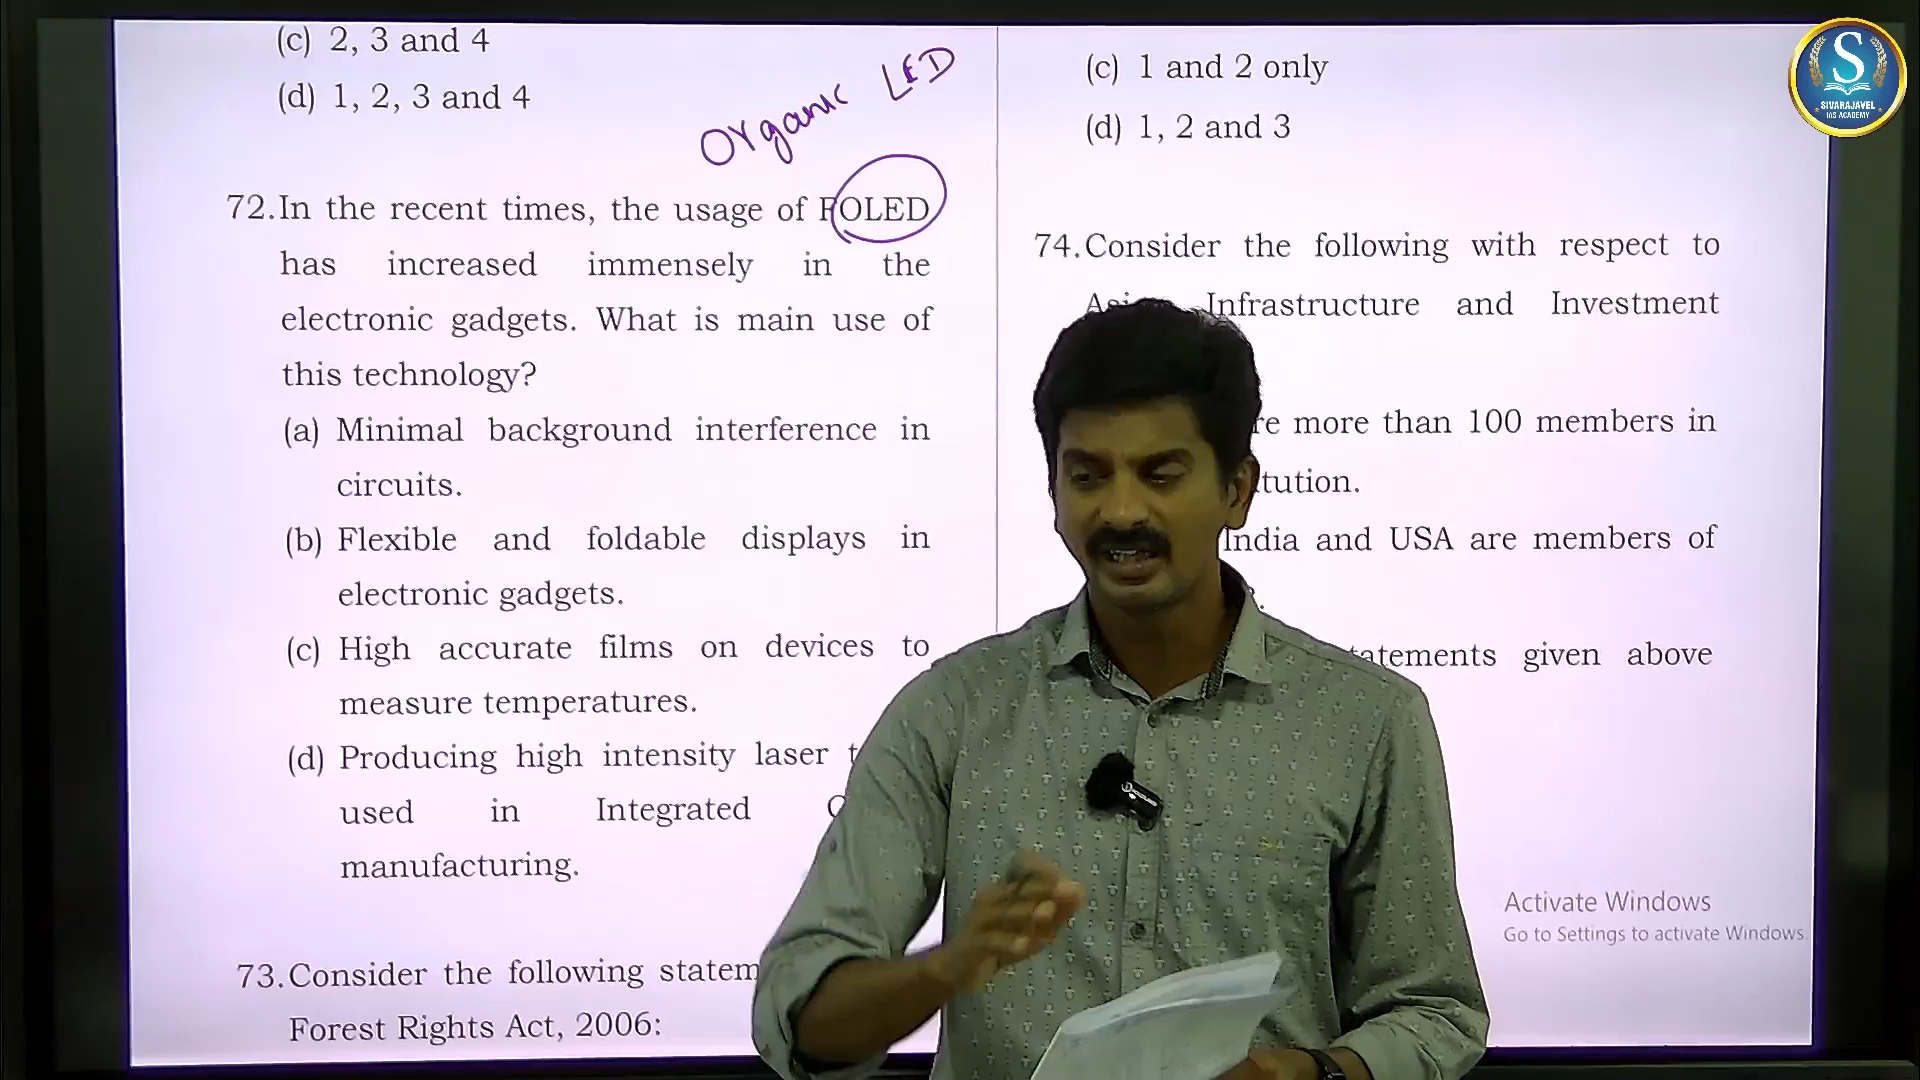 (c) 2, 3 and 4
(d) 1, 2, 3 and 4
Organic LED
72. In the recent times, the usage of FOLED
has increased immensely in the
electronic gadgets. What is main use of
this technology?
(a) Minimal background interference in
circuits.
(b) Flexible and foldable displays in
electronic gadgets.
(c) High accurate films on devices to
measure temperatures.
(d) Producing high intensity laser
used in Integrated
manufacturing.
73. Consider the following
Forest Rights Act, 2006:
(c) 1 and 2 only
(d) 1, 2 and 3
74. Consider the following with respect to
Infrastructure and Investment
more than 100 members in
India and USA are members of
given above
S
SIVARAJAVEL
IAS ACADEMY
Activate Windows
Go to Settings to activate Windows.